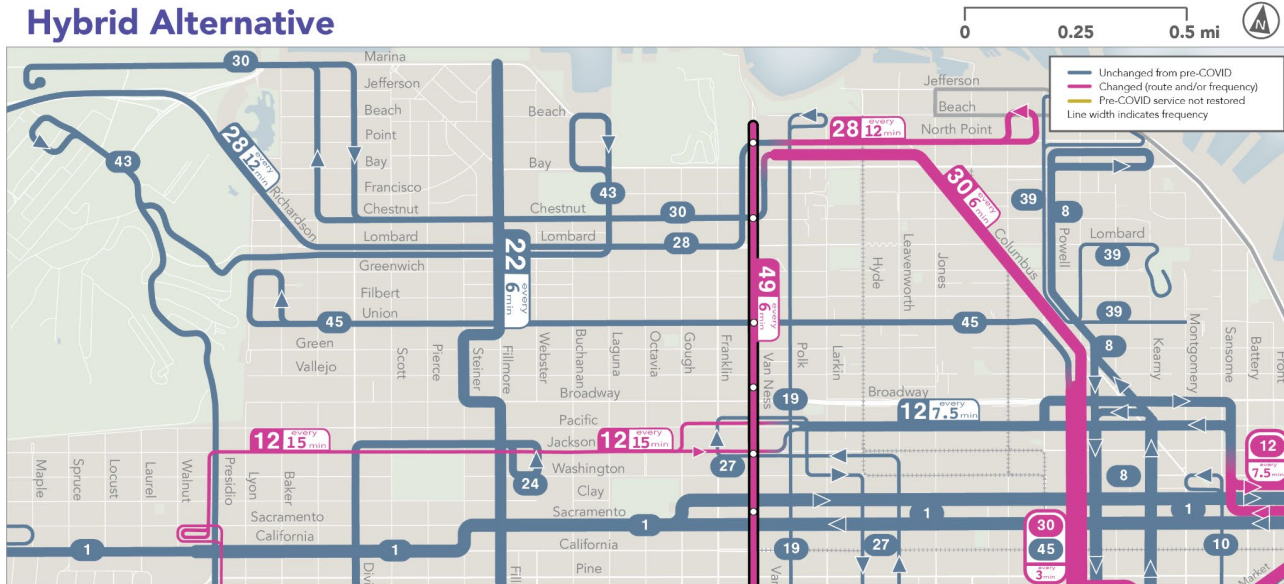 Hybrid Alternative
0 0.25 0.5 mi
N
Unchanged from pre-COVID
Changed (route and/or frequency)
Pre-COVID service not restored
Line width indicates frequency
Marina
30
Jefferson
Jefferson
Beach
Beach
Beach
Point
28 every 12 min
North Point
28 every 12 min
Bay
Bay
43
30 every 6 min
Richardson
Francisco
43
39
8
Chestnut
Chestnut
30
Lombard
Lombard
28
Columbus
Powell
Lombard
39
22 every 6 min
Greenwich
49 every 6 min
Hyde
Leavenworth
Jones
Filbert
Union
45
45
39
Green
Vallejo
Scott
Pierce
Steiner
Fillmore
Webster
Buchanan
Laguna
Octavia
Gough
Franklin
Van Ness
Polk
Larkin
8
Kearny
Montgomery
Sansome
Battery
Front
Broadway
Broadway
19
12 every 7.5 min
Pacific
12 every 15 min
12 every 15 min
Jackson
12 every 7.5 min
Washington
27
24
8
Maple
Spruce
Locust
Laurel
Walnut
Presidio
Lyon
Baker
Clay
Sacramento
Sacramento
1
1
1
California
California
1
1
30
45
every 3 min
19
27
10
Pine
Divi
Fill
Van
Market